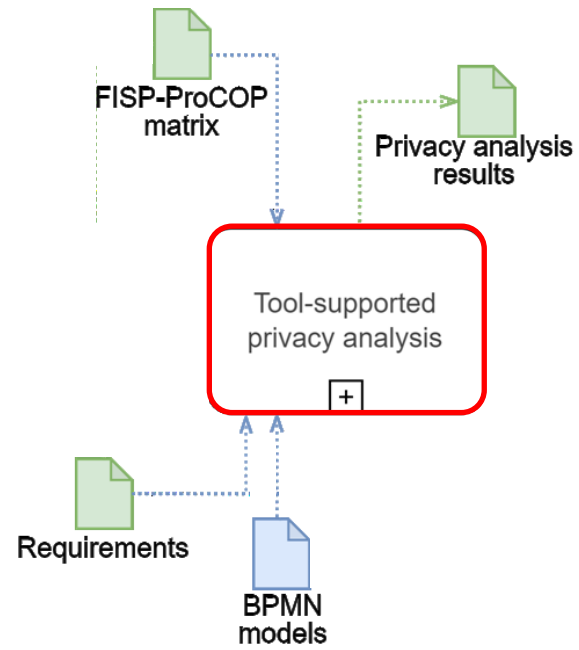 FISP-ProCOP
matrix
Privacy analysis
results
Tool-supported
privacy analysis
+
Requirements
BPMN
models